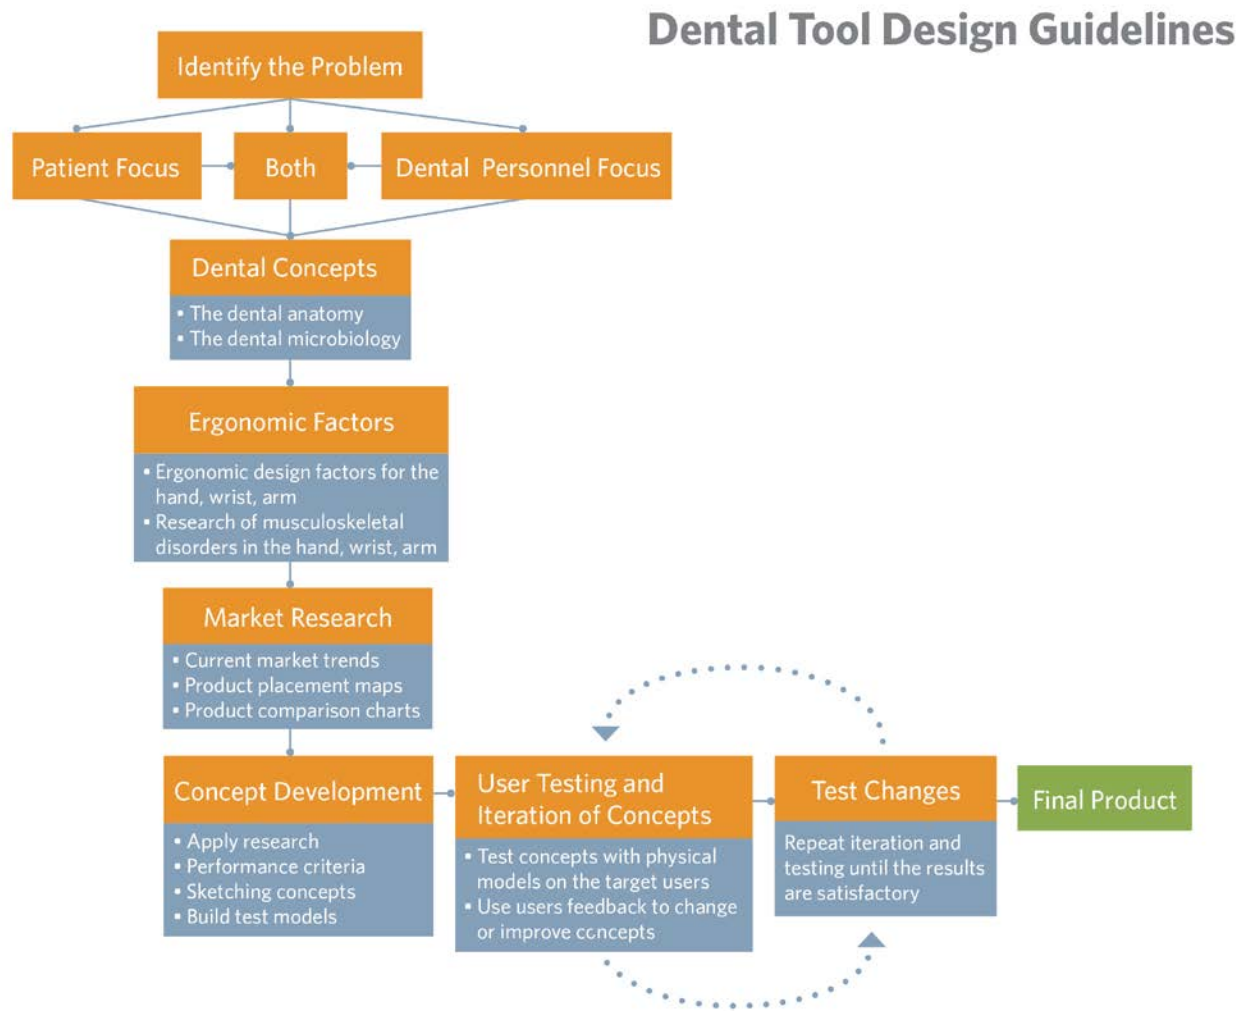 Dental Tool Design Guidelines
Identify the Problem
Patient Focus
Both
Dental Personnel Focus
Dental Concepts
▪ The dental anatomy
▪ The dental microbiology
Ergonomic Factors
▪ Ergonomic design factors for the
hand, wrist, arm
▪ Research of musculoskeletal
disorders in the hand, wrist, arm
Market Research
▪ Current market trends
▪ Product placement maps
▪ Product comparison charts
Concept Development
▪ Apply research
▪ Performance criteria
▪ Sketching concepts
▪ Build test models
User Testing and
Iteration of Concepts
▪ Test concepts with physical
models on the target users
▪ Use users feedback to change
or improve concepts
Test Changes
Repeat iteration and
testing until the results
are satisfactory
Final Product